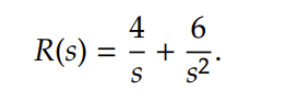 R(s) = 4/s + 6/s².